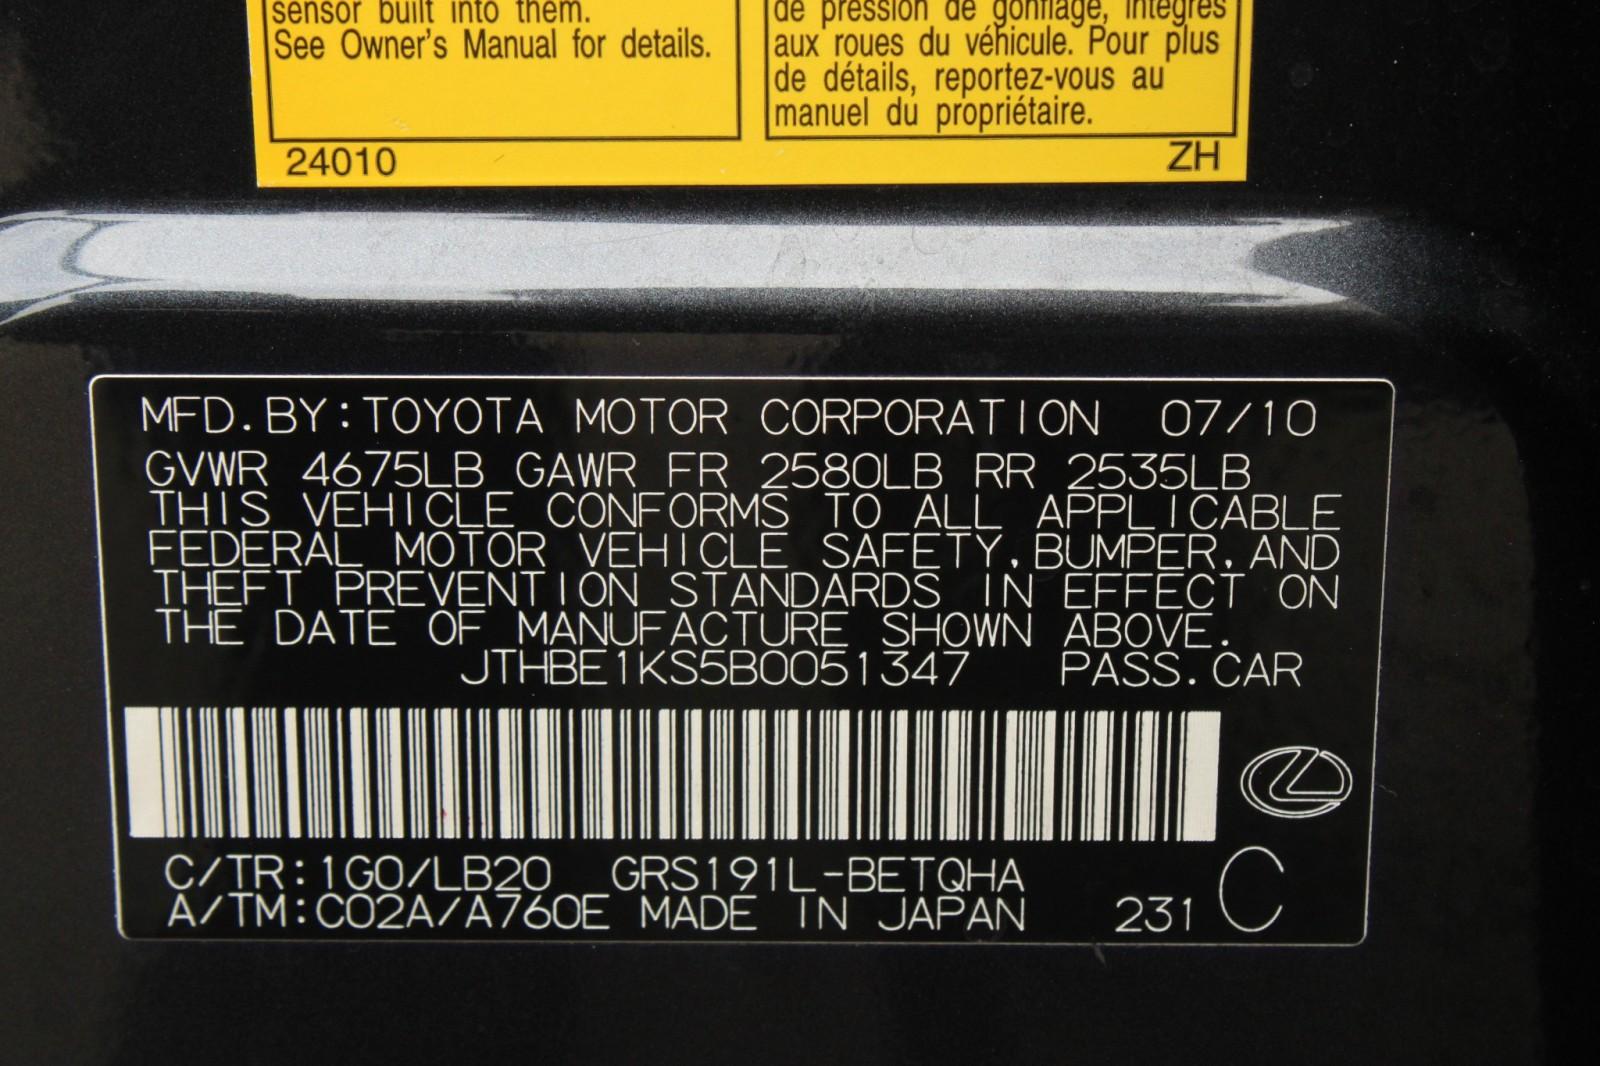 sensor built into them.
See Owner's Manual for details.
de pression de gonflage, intégrés
aux roues du véhicule. Pour plus
de détails, reportez-vous au
manuel du propriétaire.
24010
ZH
MFD.BY:TOYOTA MOTOR CORPORATION 07/10
GVWR 4675LB GAWR FR 2580LB RR 2535LB
THIS VEHICLE CONFORMS TO ALL APPLICABLE
FEDERAL MOTOR VEHICLE SAFETY,BUMPER,AND
THEFT PREVENTION STANDARDS IN EFFECT ON
THE DATE OF MANUFACTURE SHOWN ABOVE.
JTHBE1KS5B0051347 PASS.CAR
C/TR:1G0/LB20 GRS191L-BETQHA
A/TM:C02A/A760E MADE IN JAPAN 231 C